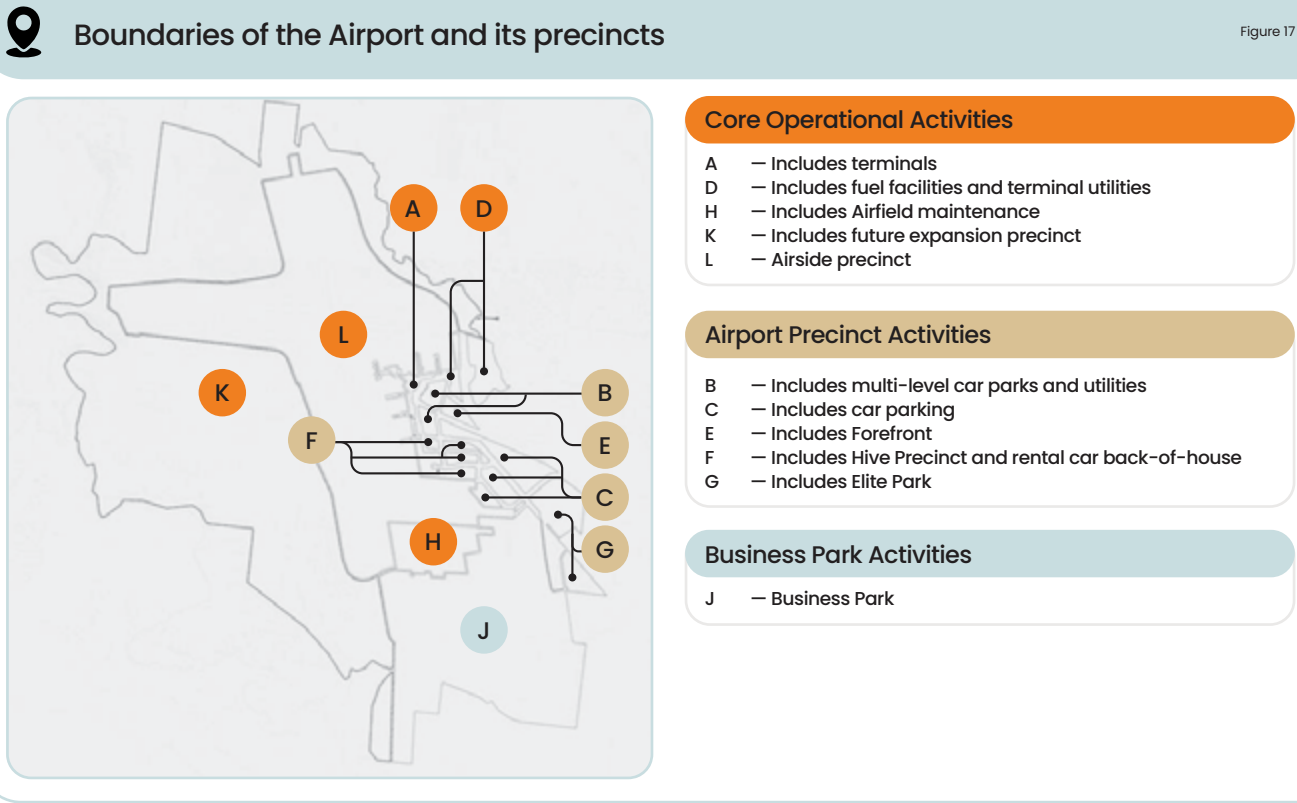 Boundaries of the Airport and its precincts
Figure 17
A
D
L
K
B
F
E
C
H
G
J
Core Operational Activities
A — Includes terminals
D — Includes fuel facilities and terminal utilities
H — Includes Airfield maintenance
K — Includes future expansion precinct
L — Airside precinct
Airport Precinct Activities
B — Includes multi-level car parks and utilities
C — Includes car parking
E — Includes Forefront
F — Includes Hive Precinct and rental car back-of-house
G — Includes Elite Park
Business Park Activities
J — Business Park